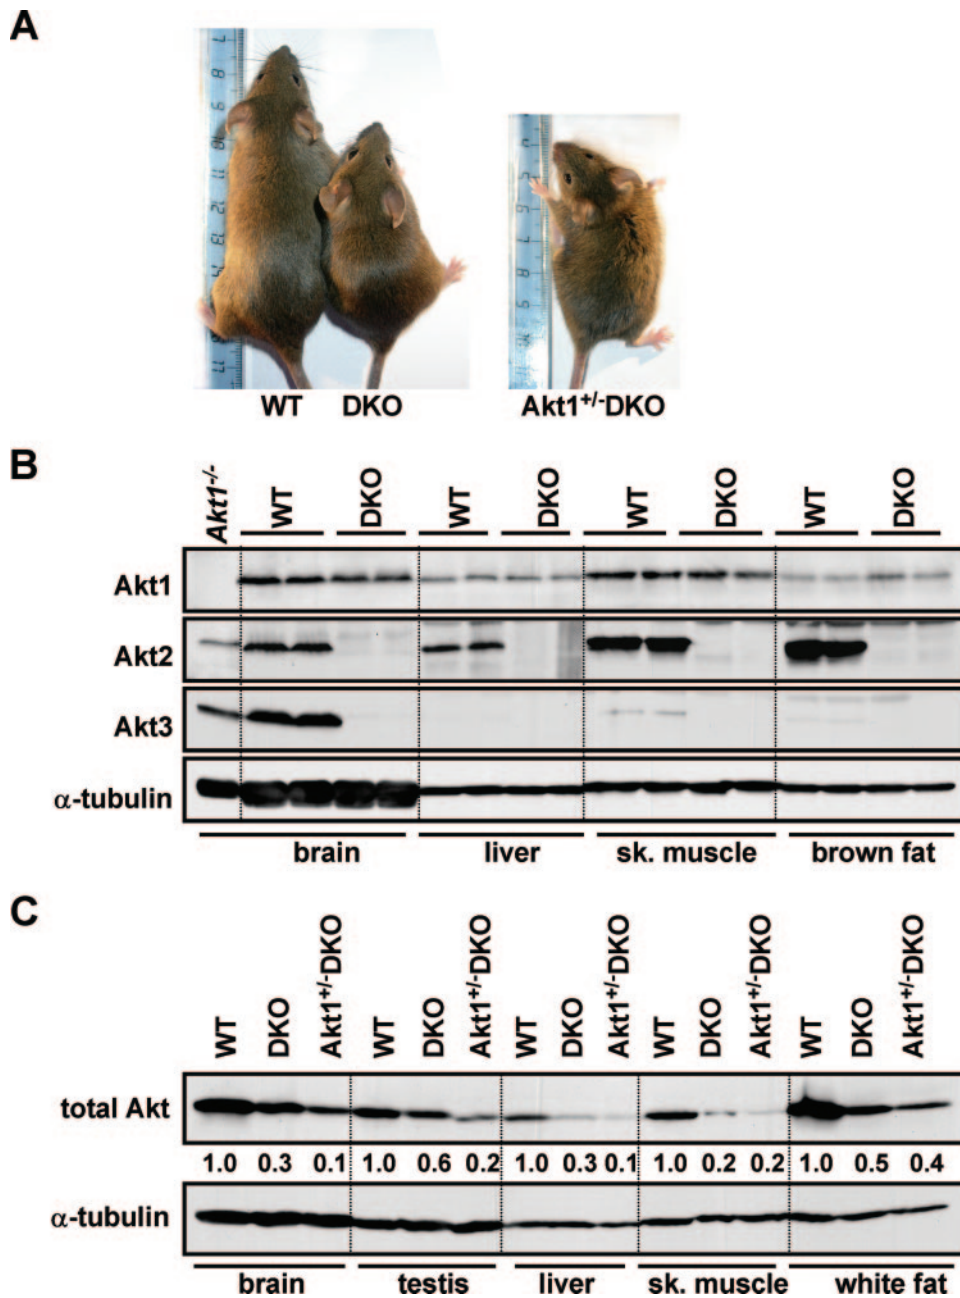 A
WT DKO Akt1+/-DKO
B
Akt1-/- WT DKO WT DKO WT DKO WT DKO
Akt1
Akt2
Akt3
α-tubulin
brain liver sk. muscle brown fat
C
WT DKO Akt1+/-DKO WT DKO Akt1+/-DKO WT DKO Akt1+/-DKO WT DKO Akt1+/-DKO WT DKO Akt1+/-DKO
total Akt
1.0 0.3 0.1 1.0 0.6 0.2 1.0 0.3 0.1 1.0 0.2 0.2 1.0 0.5 0.4
α-tubulin
brain testis liver sk. muscle white fat